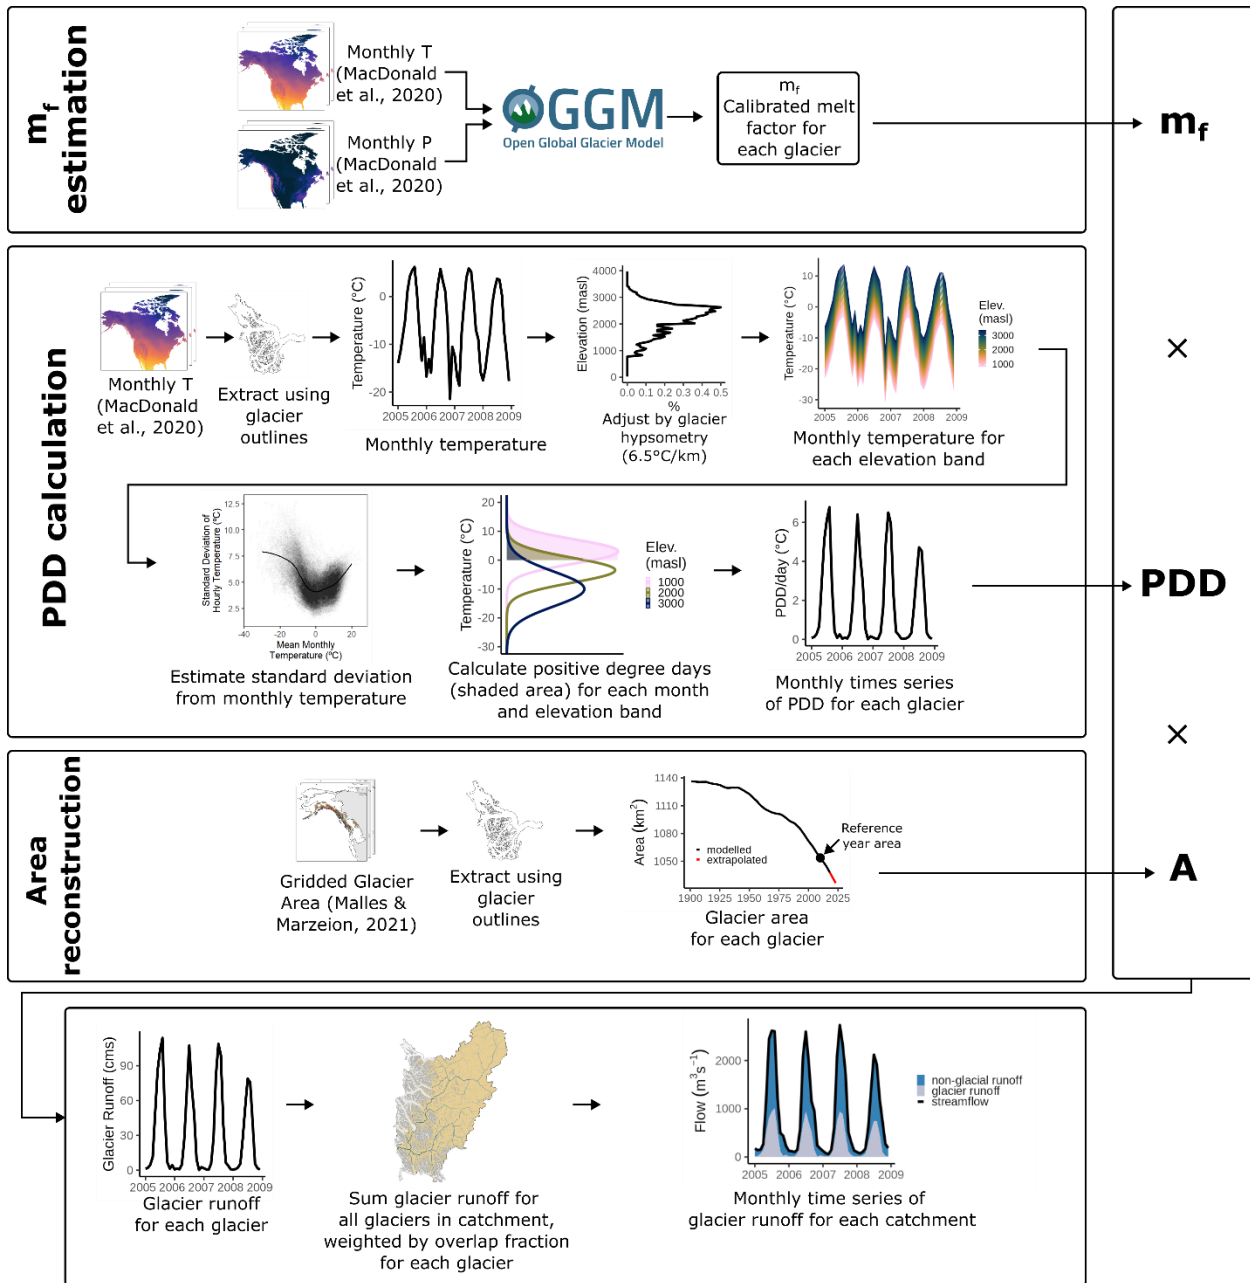 m_f estimation
Monthly T
(MacDonald
et al., 2020)
Monthly P
(MacDonald
et al., 2020)
OGGM
Open Global Glacier Model
m_f
Calibrated melt
factor for
each glacier
m_f
×
PDD
×
A
PDD calculation
Monthly T
(MacDonald
et al., 2020)
Extract using
glacier
outlines
Temperature (°C)
0
-10
-20
2005 2006 2007 2008 2009
Monthly temperature
Elevation (masl)
4000
3000
2000
1000
0
0.0 0.1 0.2 0.3 0.4 0.5
%
Adjust by glacier
hypsometry
(6.5°C/km)
Temperature (°C)
10
0
-10
-20
-30
2005 2006 2007 2008 2009
Elev.
(masl)
3000
2000
1000
Monthly temperature for
each elevation band
Standard Deviation of
Hourly Temperature (°C)
12.5
10.0
7.5
5.0
2.5
-40 -20 0 20
Mean Monthly
Temperature (°C)
Estimate standard deviation
from monthly temperature
Temperature (°C)
20
10
0
-10
-20
-30
Elev.
(masl)
1000
2000
3000
Calculate positive degree days
(shaded area) for each month
and elevation band
PDD/day (°C)
6
4
2
0
2005 2006 2007 2008 2009
Monthly times series
of PDD for each glacier
Area
reconstruction
Gridded Glacier
Area (Malles &
Marzeion, 2021)
Extract using
glacier
outlines
Area (km²)
1140
1110
1080
1050
modelled
extrapolated
Reference
year area
1900 1925 1950 1975 2000 2025
Glacier area
for each glacier
Glacier Runoff (cms)
90
60
30
0
2005 2006 2007 2008 2009
Glacier runoff
for each glacier
Sum glacier runoff for
all glaciers in catchment,
weighted by overlap fraction
for each glacier
Flow (m³s⁻¹)
2000
1000
0
2005 2006 2007 2008 2009
non-glacial runoff
glacier runoff
streamflow
Monthly time series of
glacier runoff for each catchment